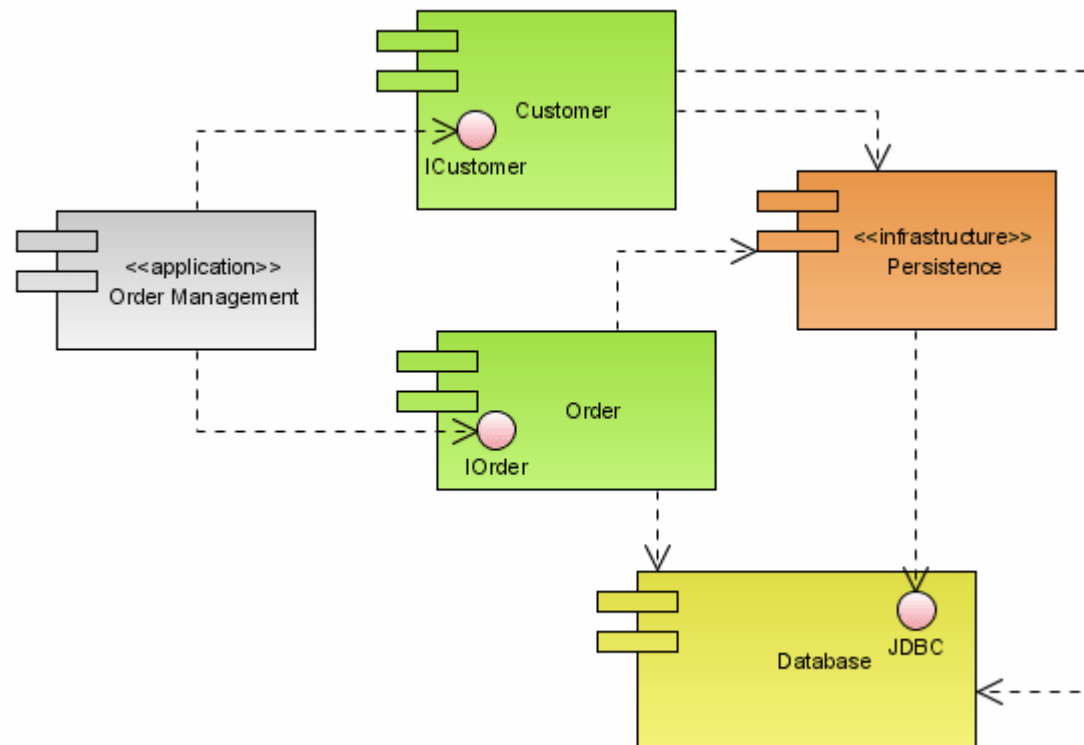 Customer
ICustomer
<<application>>
Order Management
<<infrastructure>>
Persistence
Order
IOrder
JDBC
Database